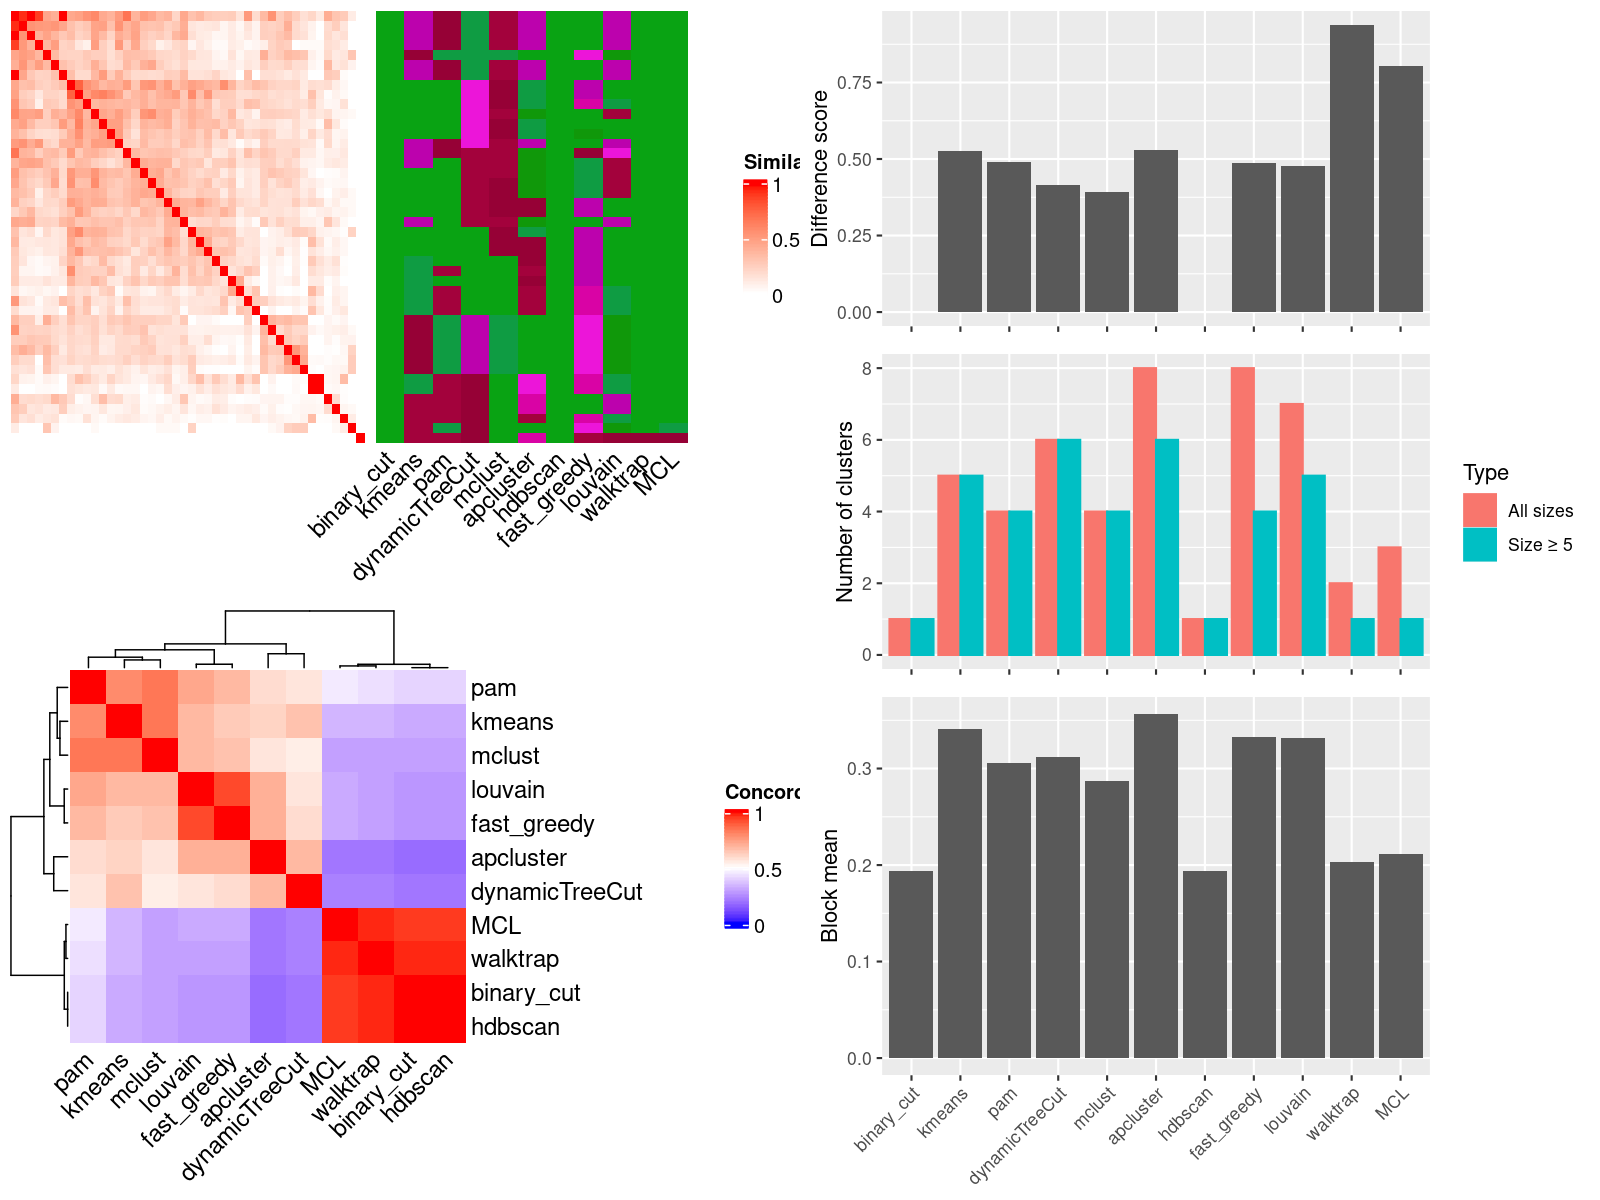 Simila
1
0.5
0
binary_cut
kmeans
pam
dynamicTreeCut
mclust
apcluster
hdbscan
fast_greedy
louvain
walktrap
MCL
pam
kmeans
mclust
louvain
fast_greedy
apcluster
dynamicTreeCut
MCL
walktrap
binary_cut
hdbscan
Concord
1
0.5
0
pam
kmeans
mclust
louvain
fast_greedy
apcluster
dynamicTreeCut
MCL
walktrap
binary_cut
hdbscan
Difference score
0.75
0.50
0.25
0.00
Number of clusters
8
6
4
2
0
Type
All sizes
Size ≥ 5
Block mean
0.3
0.2
0.1
0.0
binary_cut
kmeans
pam
dynamicTreeCut
mclust
apcluster
hdbscan
fast_greedy
louvain
walktrap
MCL